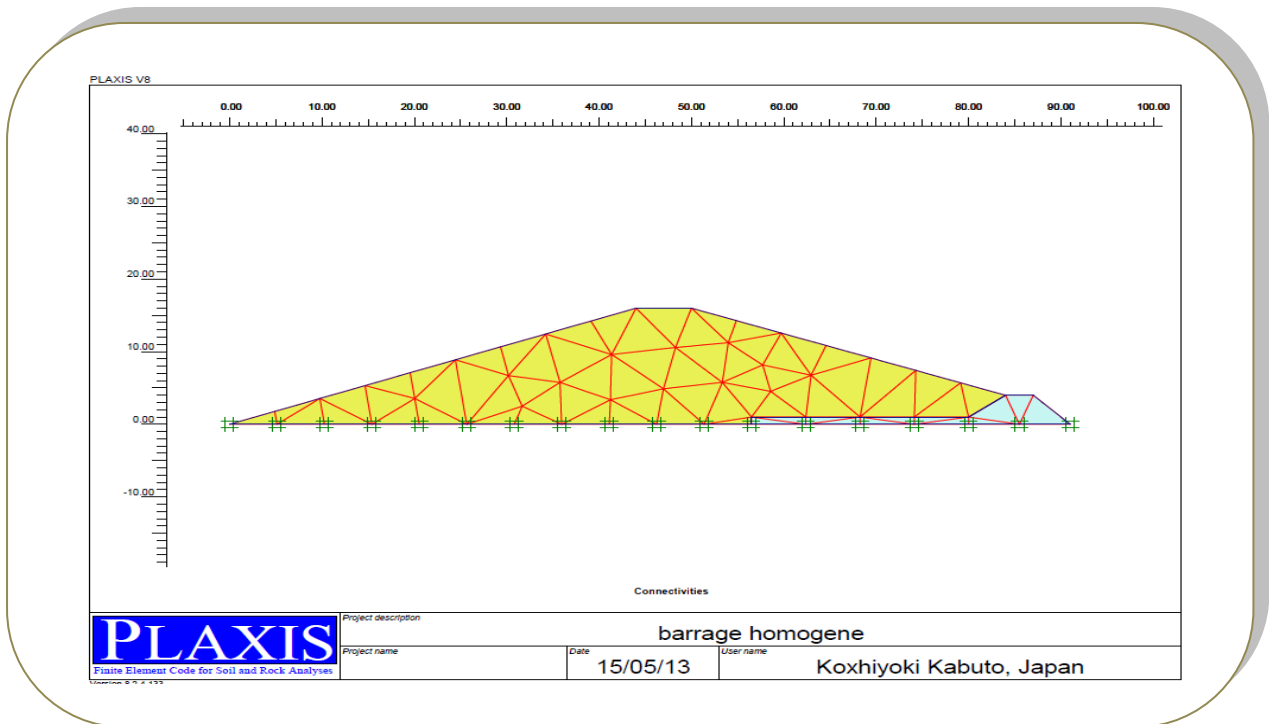 PLAXIS V8
0.00 10.00 20.00 30.00 40.00 50.00 60.00 70.00 80.00 90.00 100.00
40.00
30.00
20.00
10.00
0.00
-10.00
Connectivities
PLAXIS
Finite Element Code for Soil and Rock Analyses
Project description
barrage homogene
Project name
Date
15/05/13
User name
Koxhiyoki Kabuto, Japan